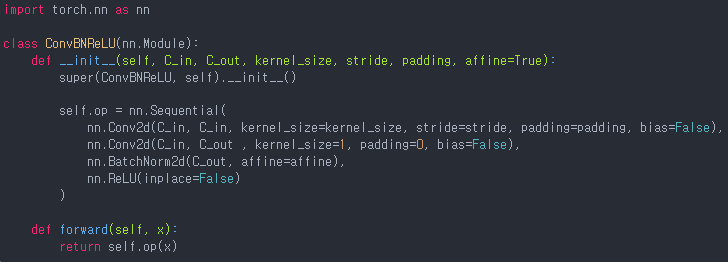 import torch.nn as nn

class ConvBNReLU(nn.Module):
    def __init__(self, C_in, C_out, kernel_size, stride, padding, affine=True):
        super(ConvBNReLU, self).__init__()

        self.op = nn.Sequential(
            nn.Conv2d(C_in, C_in, kernel_size=kernel_size, stride=stride, padding=padding, bias=False),
            nn.Conv2d(C_in, C_out , kernel_size=1, padding=0, bias=False),
            nn.BatchNorm2d(C_out, affine=affine),
            nn.ReLU(inplace=False)
        )

    def forward(self, x):
        return self.op(x)